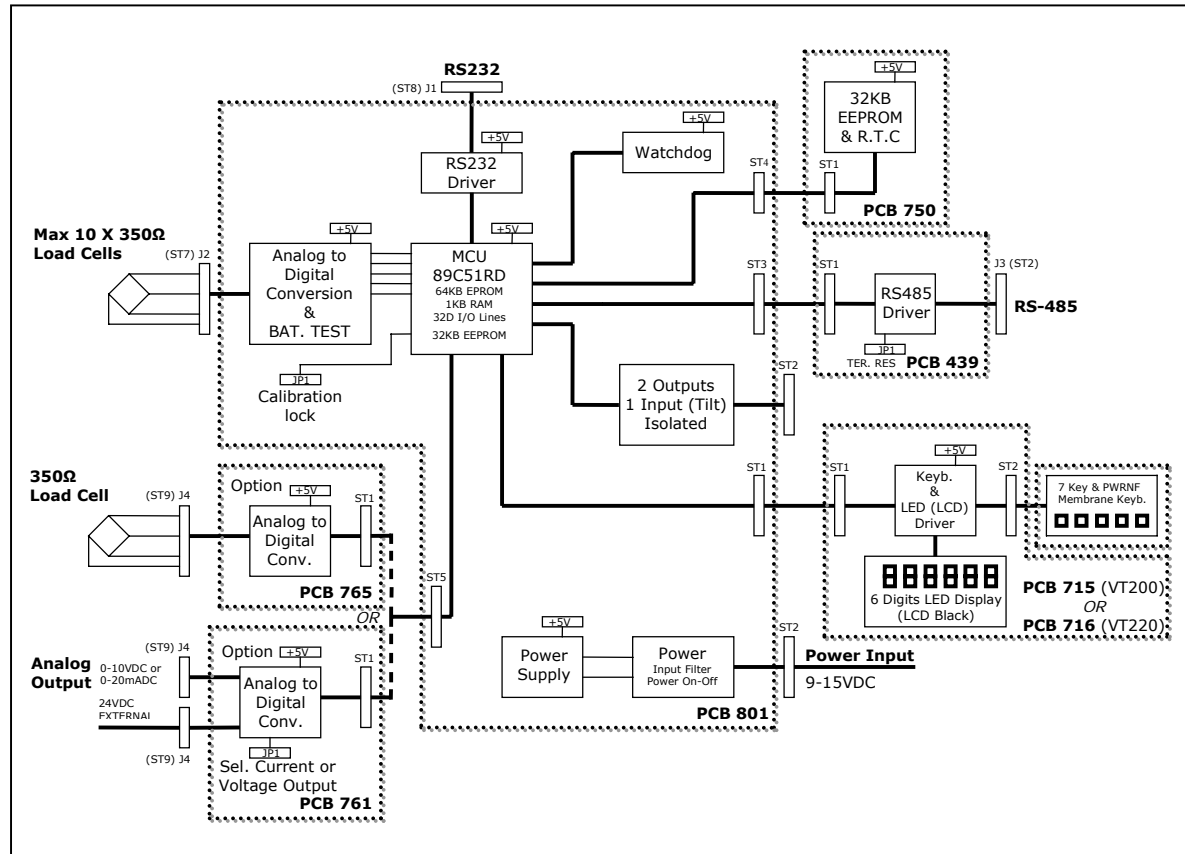 RS232
(ST8) J1
+5V
RS232
Driver
+5V
Watchdog
+5V
32KB
EEPROM
& R.T.C
ST4
ST1
PCB 750
Max 10 X 350Ω
Load Cells
(ST7) J2
+5V
Analog to
Digital
Conversion
&
BAT. TEST
+5V
MCU
89C51RD
64KB EPROM
1KB RAM
32D I/O Lines
32KB EEPROM
JP1
Calibration
lock
ST3
ST1
RS485
Driver
JP1
TER. RES
PCB 439
J3 (ST2)
RS-485
2 Outputs
1 Input (Tilt)
Isolated
ST2
350Ω
Load Cell
(ST9) J4
Option
+5V
Analog to
Digital
Conv.
ST1
PCB 765
OR
ST5
ST1
ST1
+5V
Keyb.
&
LED (LCD)
Driver
ST2
7 Key & PWRNF
Membrane Keyb.
6 Digits LED Display
(LCD Black)
PCB 715 (VT200)
OR
PCB 716 (VT220)
Analog
Output
(ST9) J4
0-10VDC or
0-20mADC
24VDC
EXTERNAL
(ST9) J4
Option
+5V
Analog to
Digital
Conv.
ST1
JP1
Sel. Current or
Voltage Output
PCB 761
+5V
Power
Supply
Power
Input Filter
Power On-Off
ST2
Power Input
9-15VDC
PCB 801